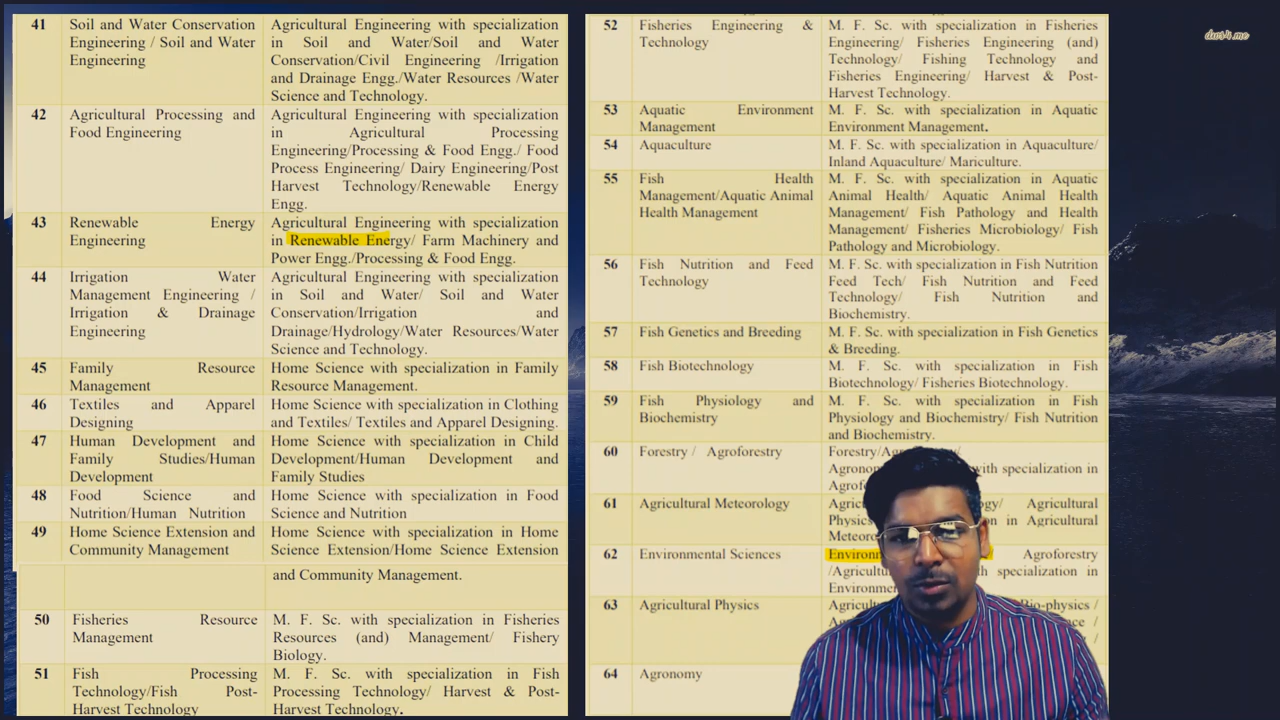 41 Soil and Water Conservation Agricultural Engineering with specialization
Engineering / Soil and Water in Soil and Water/Soil and Water
Engineering Conservation/Civil Engineering /Irrigation
and Drainage Engg./Water Resources /Water
Science and Technology.
42 Agricultural Processing and Agricultural Engineering with specialization
Food Engineering in Agricultural Processing
Engineering/Processing & Food Engg./ Food
Process Engineering/ Dairy Engineering/Post
Harvest Technology/Renewable Energy
Engg.
43 Renewable Energy Agricultural Engineering with specialization
Engineering in Renewable Energy/ Farm Machinery and
Power Engg./Processing & Food Engg.
44 Irrigation Water Agricultural Engineering with specialization
Management Engineering / in Soil and Water/ Soil and Water
Irrigation & Drainage Conservation/Irrigation and
Engineering Drainage/Hydrology/Water Resources/Water
Science and Technology.
45 Family Resource Home Science with specialization in Family
Management Resource Management.
46 Textiles and Apparel Home Science with specialization in Clothing
Designing and Textiles/ Textiles and Apparel Designing.
47 Human Development and Home Science with specialization in Child
Family Studies/Human Development/Human Development and
Development Family Studies
48 Food Science and Home Science with specialization in Food
Nutrition/Human Nutrition Science and Nutrition
49 Home Science Extension and Home Science with specialization in Home
Community Management Science Extension/Home Science Extension
and Community Management.
50 Fisheries Resource M. F. Sc. with specialization in Fisheries
Management Resources (and) Management/ Fishery
Biology.
51 Fish Processing M. F. Sc. with specialization in Fish
Technology/Fish Post- Processing Technology/ Harvest & Post-
Harvest Technology Harvest Technology.
52 Fisheries Engineering & M. F. Sc. with specialization in Fisheries
Technology Engineering/ Fisheries Engineering (and)
Technology/ Fishing Technology and
Fisheries Engineering/ Harvest & Post-
Harvest Technology.
53 Aquatic Environment M. F. Sc. with specialization in Aquatic
Management Environment Management.
54 Aquaculture M. F. Sc. with specialization in Aquaculture/
Inland Aquaculture/ Mariculture.
55 Fish Health M. F. Sc. with specialization in Aquatic
Management/Aquatic Animal Animal Health/ Aquatic Animal Health
Health Management Management/ Fish Pathology and Health
Management/ Fisheries Microbiology/ Fish
Pathology and Microbiology.
56 Fish Nutrition and Feed M. F. Sc. with specialization in Fish Nutrition
Technology Feed Tech/ Fish Nutrition and Feed
Technology/ Fish Nutrition and
Biochemistry.
57 Fish Genetics and Breeding M. F. Sc. with specialization in Fish Genetics
& Breeding.
58 Fish Biotechnology M. F. Sc. with specialization in Fish
Biotechnology/ Fisheries Biotechnology.
59 Fish Physiology and M. F. Sc. with specialization in Fish
Biochemistry Physiology and Biochemistry/ Fish Nutrition
and Biochemistry.
60 Forestry / Agroforestry Forestry/
with specialization in
61 Agricultural Meteorology Agricultural
Physics in Agricultural
62 Environmental Sciences Agroforestry
specialization in
63 Agricultural Physics Bio-physics /
64 Agronomy